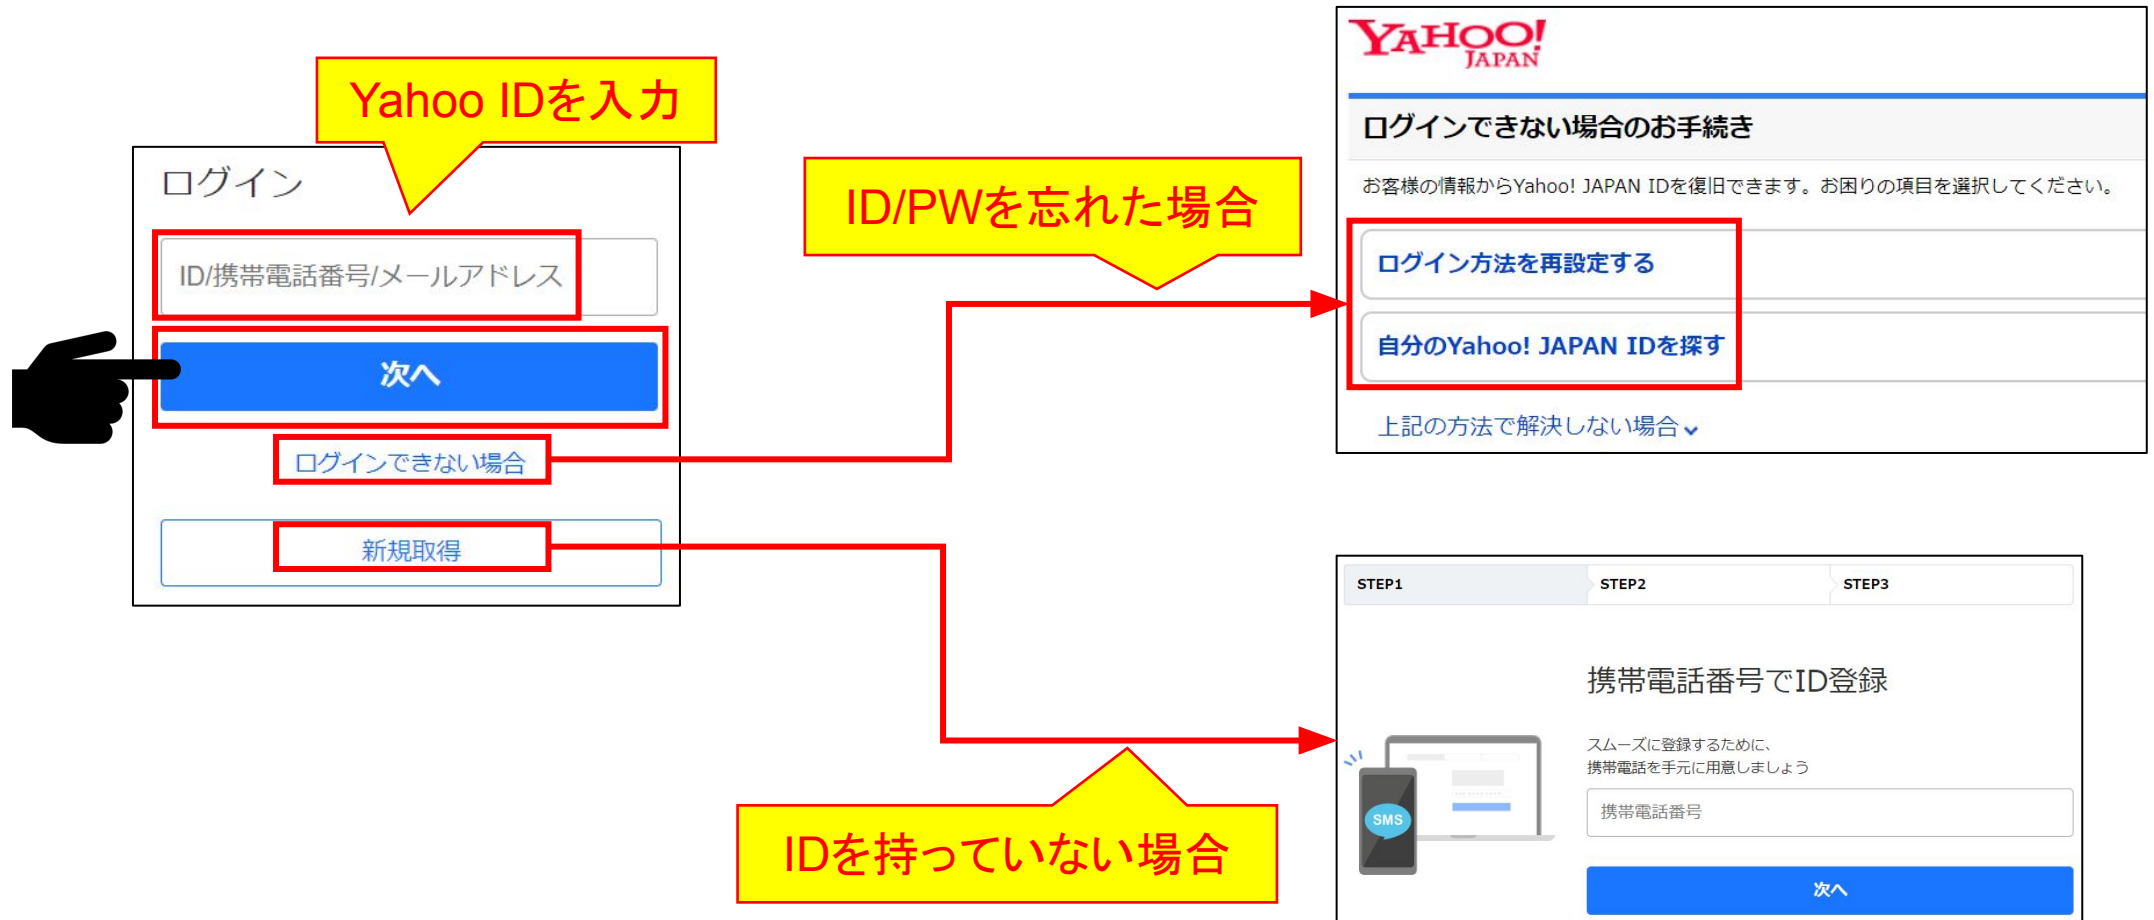 Yahoo IDを入力
ログイン
ID/携帯電話番号/メールアドレス
次へ
ログインできない場合
新規取得
ID/PWを忘れた場合
YAHOO!
JAPAN
ログインできない場合のお手続き
お客様の情報からYahoo! JAPAN IDを復旧できます。お困りの項目を選択してください。
ログイン方法を再設定する
自分のYahoo! JAPAN IDを探す
上記の方法で解決しない場合
IDを持っていない場合
STEP1 STEP2 STEP3
携帯電話番号でID登録
スムーズに登録するために、
携帯電話を手元に用意しましょう
SMS
携帯電話番号
次へ